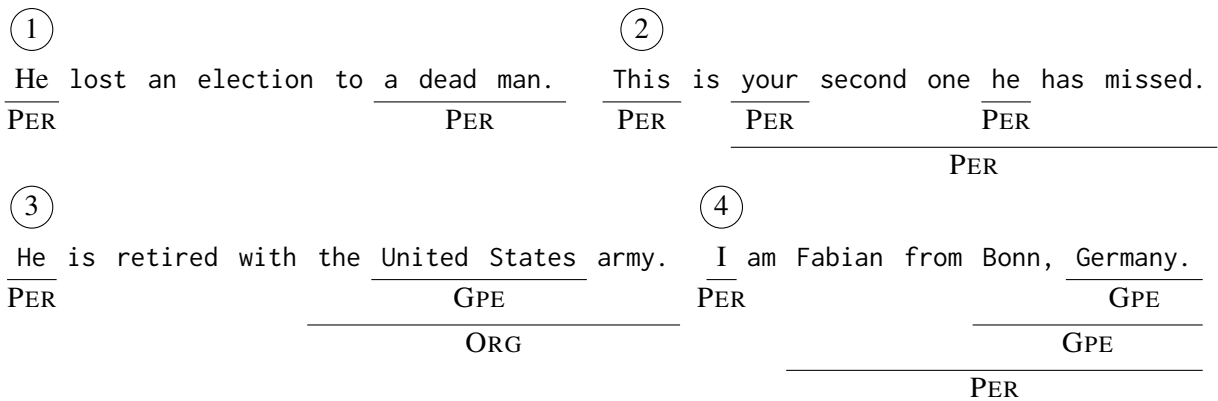 1 2
He lost an election to a dead man. This is your second one he has missed.
PER PER PER PER PER
PER
3 4
He is retired with the United States army. I am Fabian from Bonn, Germany.
PER GPE PER GPE
ORG GPE
PER